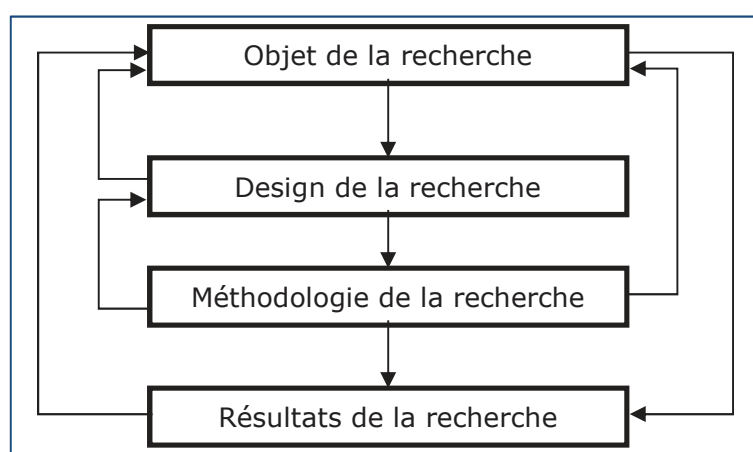 Objet de la recherche
Design de la recherche
Méthodologie de la recherche
Résultats de la recherche